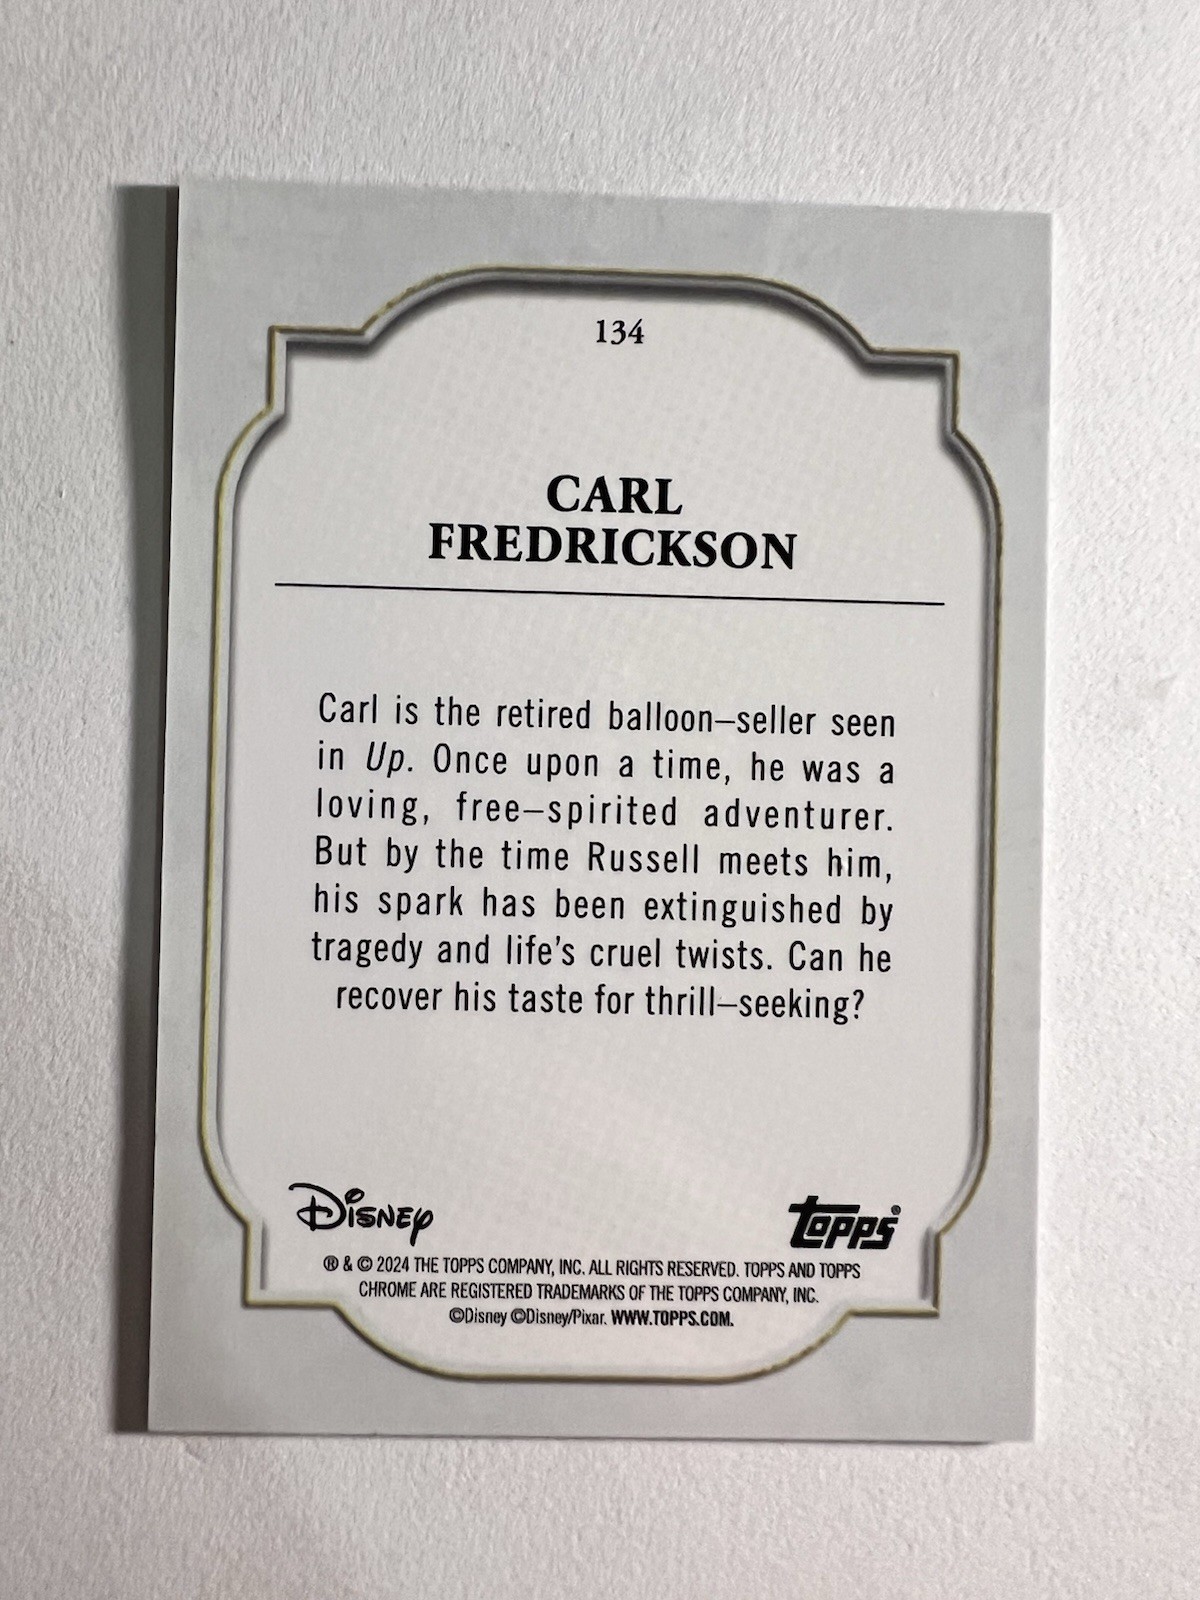 134
CARL
FREDRICKSON
Carl is the retired balloon–seller seen
in Up. Once upon a time, he was a
loving, free–spirited adventurer.
But by the time Russell meets him,
his spark has been extinguished by
tragedy and life's cruel twists. Can he
recover his taste for thrill–seeking?
Disney
topps®
® & © 2024 THE TOPPS COMPANY, INC. ALL RIGHTS RESERVED. TOPPS AND TOPPS
CHROME ARE REGISTERED TRADEMARKS OF THE TOPPS COMPANY, INC.
©Disney ©Disney/Pixar. WWW.TOPPS.COM.